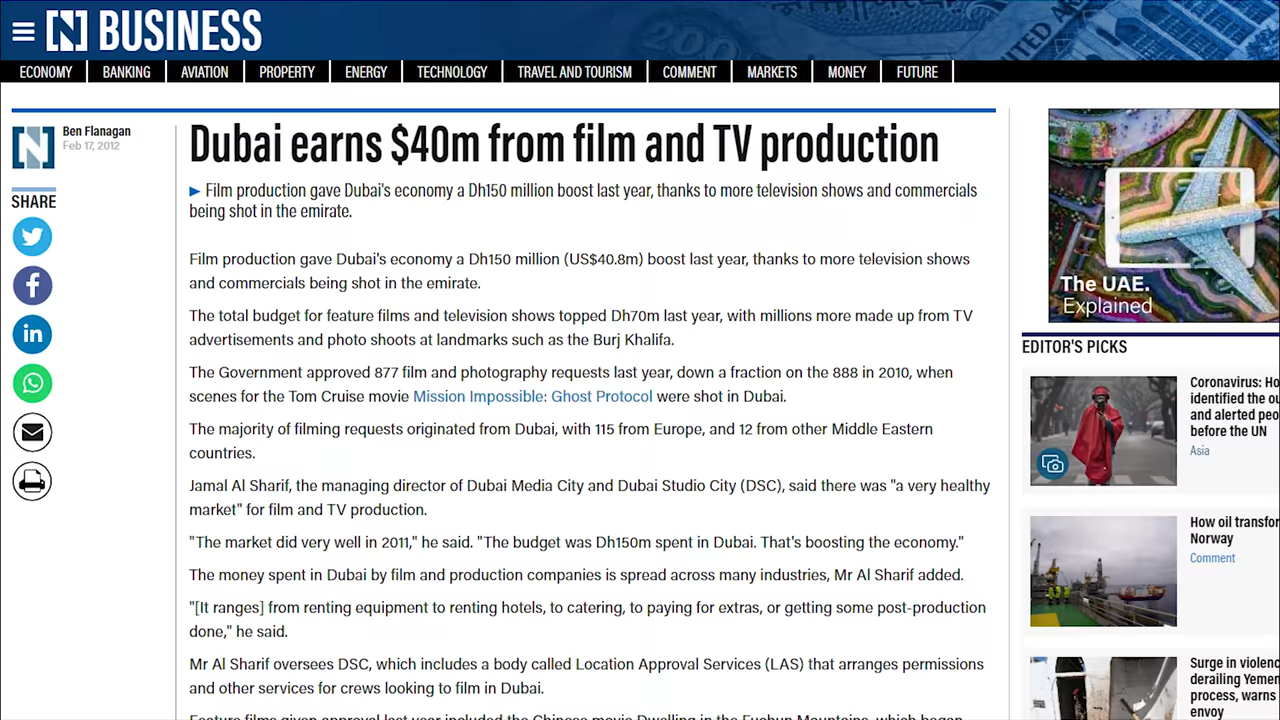 BUSINESS
ECONOMY
BANKING
AVIATION
PROPERTY
ENERGY
TECHNOLOGY
TRAVEL AND TOURISM
COMMENT
MARKETS
MONEY
FUTURE
Ben Flanagan
Feb 17, 2012
SHARE
Dubai earns $40m from film and TV production
Film production gave Dubai's economy a Dh150 million boost last year, thanks to more television shows and commercials
being shot in the emirate.
Film production gave Dubai's economy a Dh150 million (US$40.8m) boost last year, thanks to more television shows
and commercials being shot in the emirate.
The total budget for feature films and television shows topped Dh70m last year, with millions more made up from TV
advertisements and photo shoots at landmarks such as the Burj Khalifa.
The Government approved 877 film and photography requests last year, down a fraction on the 888 in 2010, when
scenes for the Tom Cruise movie Mission Impossible: Ghost Protocol were shot in Dubai.
The majority of filming requests originated from Dubai, with 115 from Europe, and 12 from other Middle Eastern
countries.
Jamal Al Sharif, the managing director of Dubai Media City and Dubai Studio City (DSC), said there was "a very healthy
market" for film and TV production.
"The market did very well in 2011," he said. "The budget was Dh150m spent in Dubai. That's boosting the economy."
The money spent in Dubai by film and production companies is spread across many industries, Mr Al Sharif added.
"[It ranges] from renting equipment to renting hotels, to catering, to paying for extras, or getting some post-production
done," he said.
Mr Al Sharif oversees DSC, which includes a body called Location Approval Services (LAS) that arranges permissions
and other services for crews looking to film in Dubai.
Feature films given approval last year included the Chinese movie Dwelling in the Fuchun Mountains, which began
The UAE.
Explained
EDITOR'S PICKS
Coronavirus: Ho
identified the ou
and alerted peo
before the UN
Asia
How oil transfor
Norway
Comment
Surge in violenc
derailing Yemen
process, warns
envoy